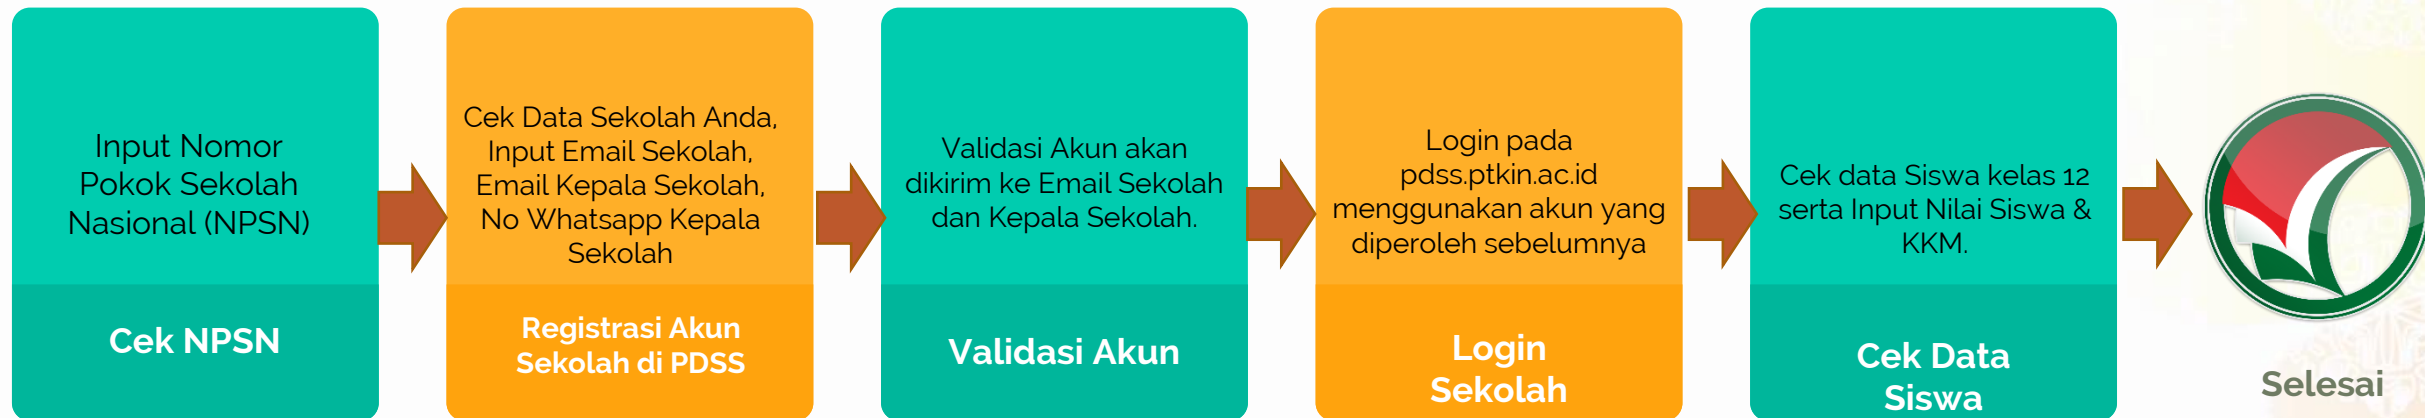 Input Nomor
Pokok Sekolah
Nasional (NPSN)
Cek NPSN
Cek Data Sekolah Anda,
Input Email Sekolah,
Email Kepala Sekolah,
No Whatsapp Kepala
Sekolah
Registrasi Akun
Sekolah di PDSS
Validasi Akun akan
dikirim ke Email Sekolah
dan Kepala Sekolah.
Validasi Akun
Login pada
pdss.ptkin.ac.id
menggunakan akun yang
diperoleh sebelumnya
Login
Sekolah
Cek data Siswa kelas 12
serta Input Nilai Siswa &
KKM.
Cek Data
Siswa
Selesai